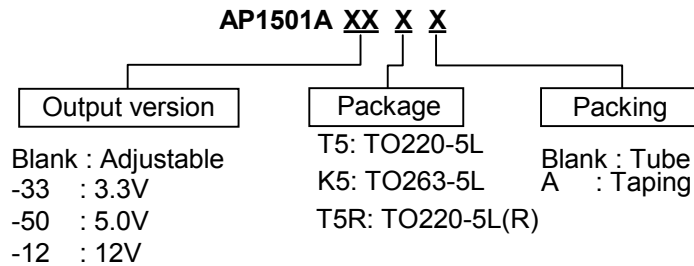 AP1501A XX X X
Output version
Package
Packing
Blank : Adjustable
-33 : 3.3V
-50 : 5.0V
-12 : 12V
T5: TO220-5L
K5: TO263-5L
T5R: TO220-5L(R)
Blank : Tube
A : Taping